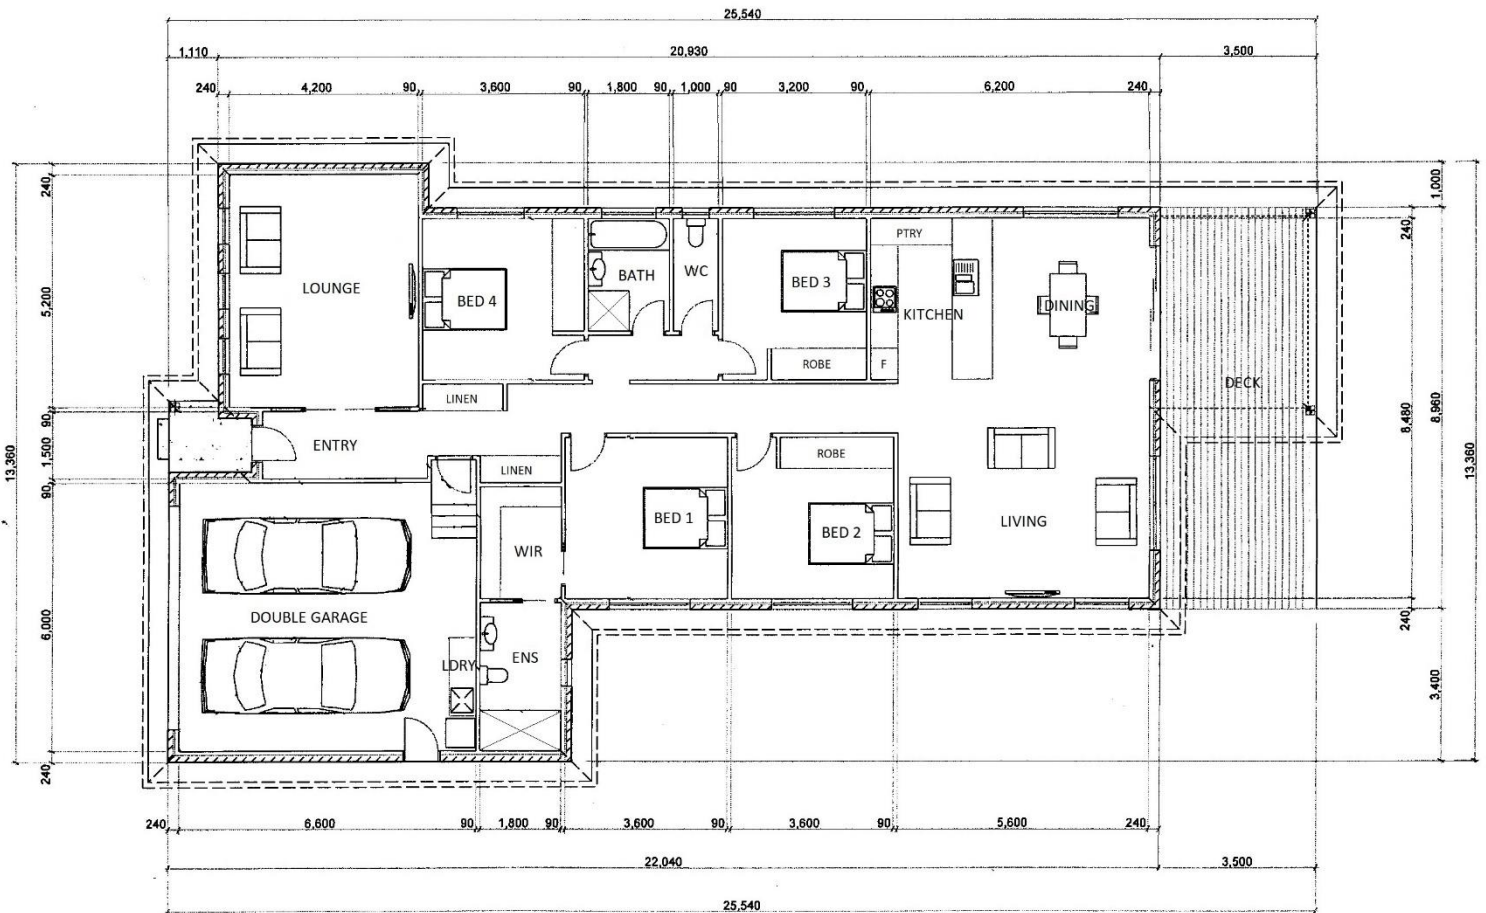 25,540
1,110 20,930 3,500
240 4,200 90 3,600 90 1,800 90 1,000 90 3,200 90 6,200 240
240
5,200
90
1,500
90
6,000
240
13,360
LOUNGE
BED 4
BATH
WC
BED 3
PTRY
KITCHEN
DINING
ROBE
F
LINEN
DECK
ENTRY
LINEN
ROBE
BED 1
BED 2
LIVING
WIR
DOUBLE GARAGE
LDRY
ENS
1,000
240
8,480
8,960
240
3,400
13,360
240 6,600 90 1,800 90 3,600 90 3,600 90 5,600 240
22,040 3,500
25,540